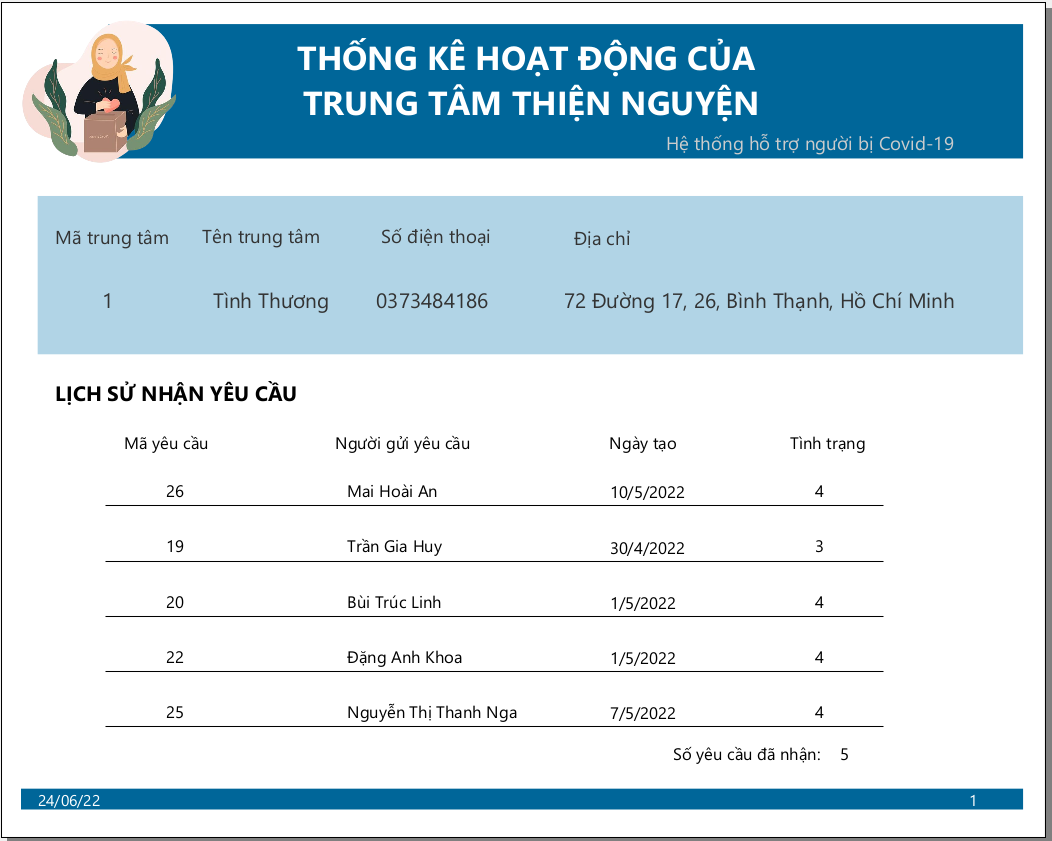 THỐNG KÊ HOẠT ĐỘNG CỦA
TRUNG TÂM THIỆN NGUYỆN
Hệ thống hỗ trợ người bị Covid-19
Mã trung tâm Tên trung tâm Số điện thoại Địa chỉ
1 Tình Thương 0373484186 72 Đường 17, 26, Bình Thạnh, Hồ Chí Minh
LỊCH SỬ NHẬN YÊU CẦU
Mã yêu cầu Người gửi yêu cầu Ngày tạo Tình trạng
26 Mai Hoài An 10/5/2022 4
19 Trần Gia Huy 30/4/2022 3
20 Bùi Trúc Linh 1/5/2022 4
22 Đặng Anh Khoa 1/5/2022 4
25 Nguyễn Thị Thanh Nga 7/5/2022 4
Số yêu cầu đã nhận: 5
24/06/22 1